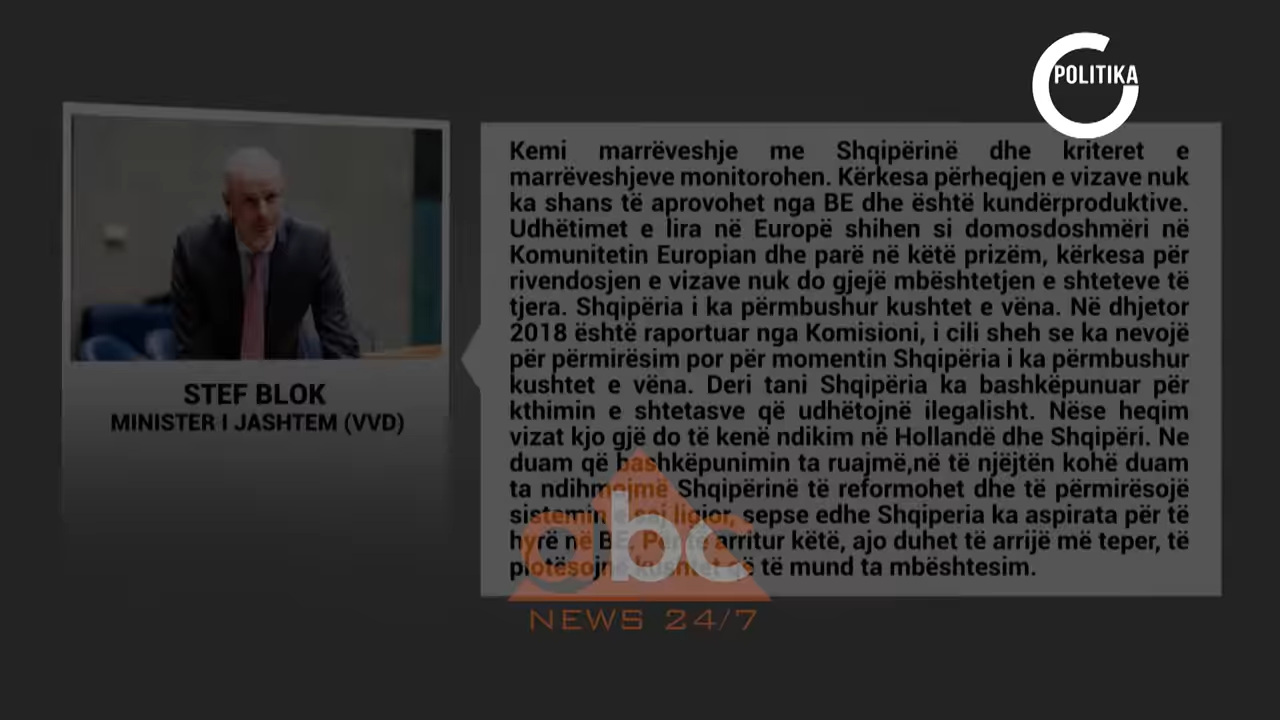 POLITIKA
Kemi marrëveshje me Shqipërinë dhe kriteret e
marrëveshjeve monitorohen. Kërkesa përheqjen e vizave nuk
ka shans të aprovohet nga BE dhe është kundërproduktive.
Udhëtimet e lira në Europë shihen si domosdoshmëri në
Komunitetin Europian dhe parë në këtë prizëm, kërkesa për
rivendosjen e vizave nuk do gjejë mbështetjen e shteteve të
tjera. Shqipëria i ka përmbushur kushtet e vëna. Në dhjetor
2018 është raportuar nga Komisioni, i cili sheh se ka nevojë
për përmirësim por për momentin Shqipëria i ka përmbushur
kushtet e vëna. Deri tani Shqipëria ka bashkëpunuar për
kthimin e shtetasve që udhëtojnë ilegalisht. Nëse heqim
vizat kjo gjë do të kenë ndikim në Hollandë dhe Shqipëri. Ne
duam që bashkëpunimin ta ruajmë,në të njëjtën kohë duam
ta ndihmojmë Shqipërinë të reformohet dhe të përmirësojë
sistemin e saj ligjor, sepse edhe Shqiperia ka aspirata për të
hyrë në BE. Për të arritur këtë, ajo duhet të arrijë më teper, të
plotësojnë kushtet që të mund ta mbështesim.
STEF BLOK
MINISTER I JASHTEM (VVD)
abc
NEWS 24/7